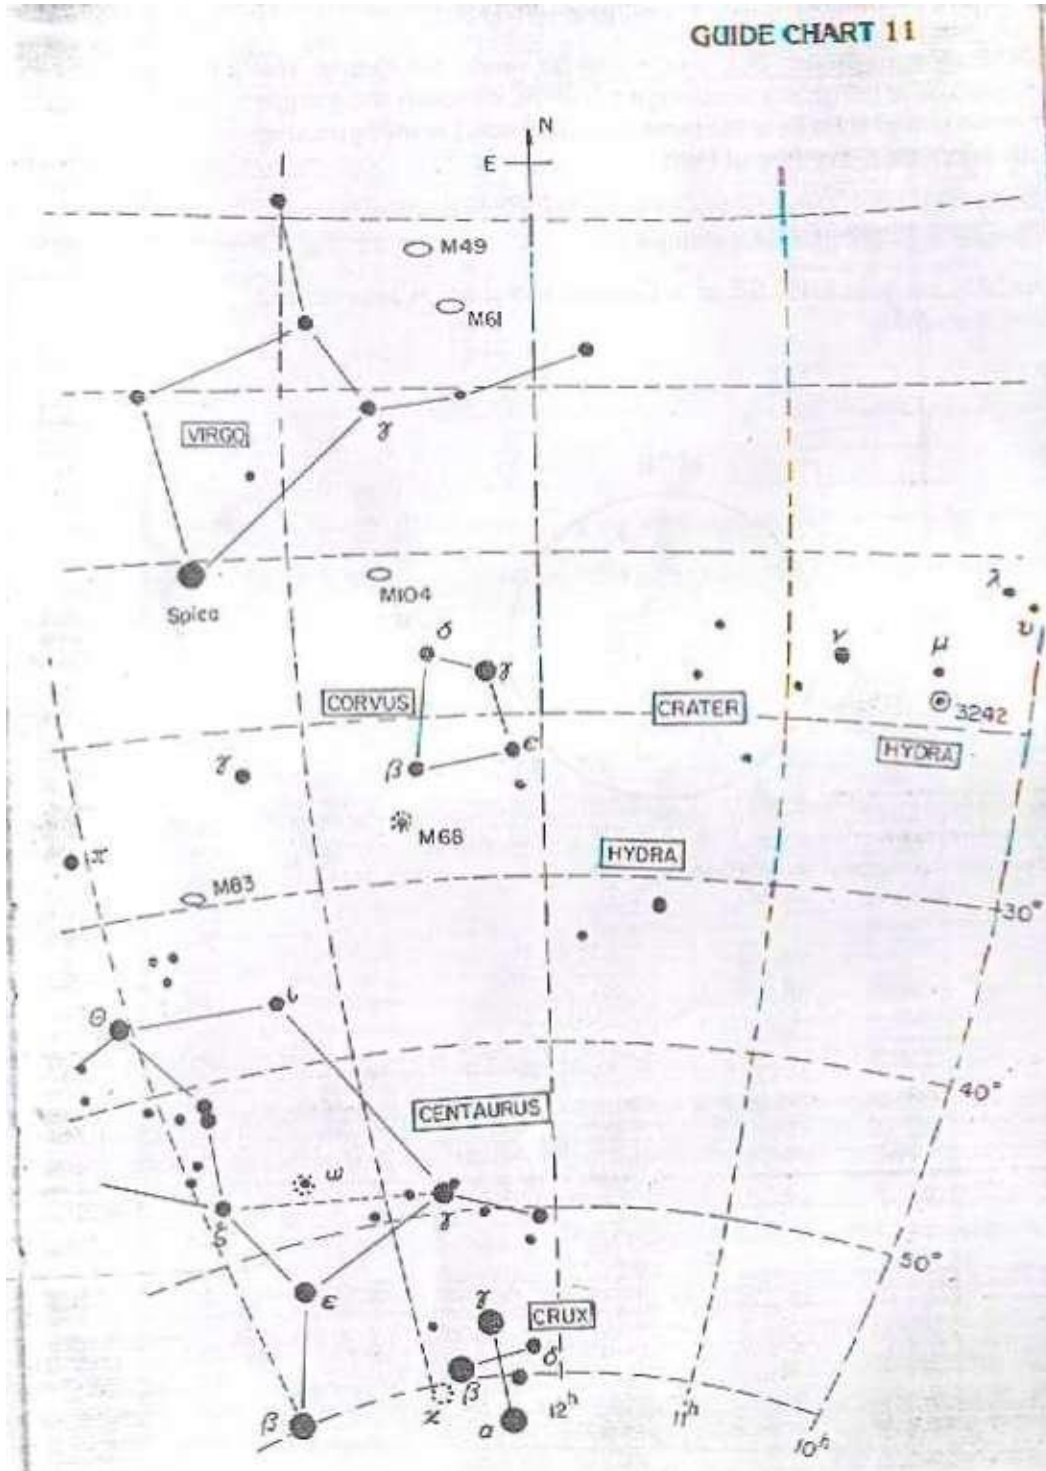 GUIDE CHART 11
N
E
M49
M61
VIRGO
γ
Spica
M104
λ
υ
μ
ν
3242
δ
γ
CORVUS
CRATER
HYDRA
β
ε
γ
M68
HYDRA
π
M83
30°
θ
ι
40°
CENTAURUS
ω
γ
ζ
50°
ε
γ
CRUX
δ
β
β
κ
α
12h
11h
10h